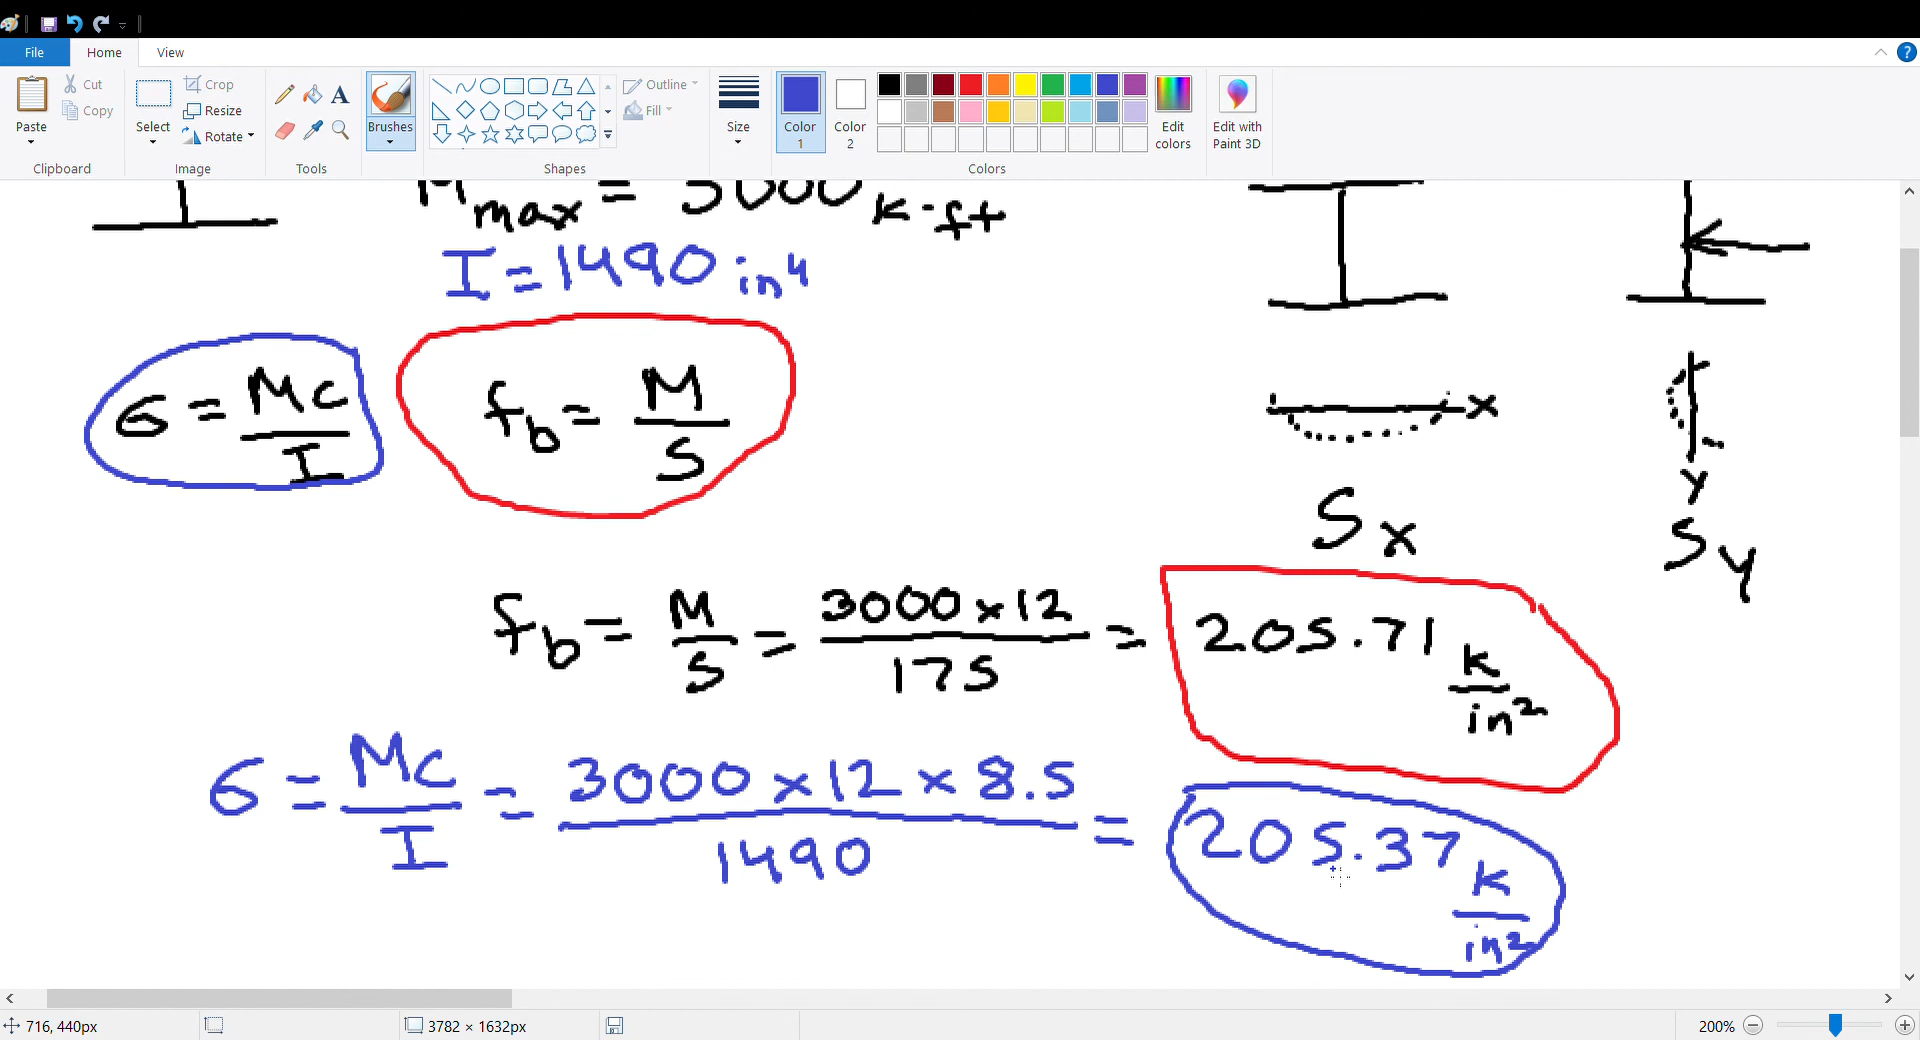 File Home View
Paste
Cut
Copy
Clipboard
Select
Crop
Resize
Rotate
Image
A
Tools
Brushes
Shapes
Outline
Fill
Size
Color 1
Color 2
Colors
Edit colors
Edit with Paint 3D
?
Mmax = 3000 k-ft
I = 1490 in⁴
σ = Mc/I
fb = M/S
x
y
Sx
Sy
fb = M/S = 3000 x 12/175 = 205.71 k/in²
σ = Mc/I = 3000 x 12 x 8.5/1490 = 205.37 k/in²
716, 440px
3782 × 1632px
200%